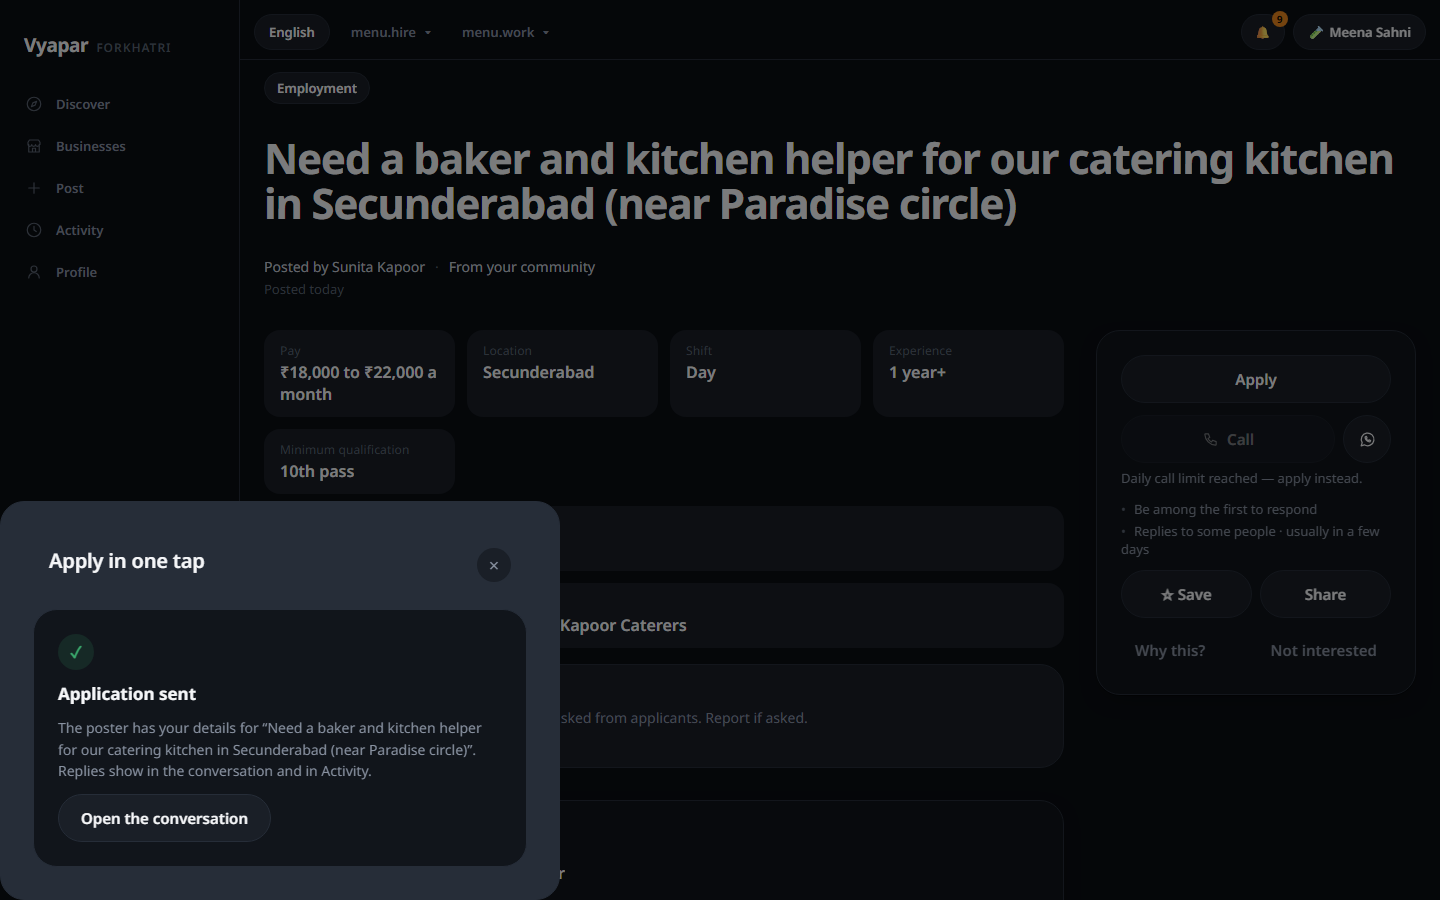 Vyapar FORKHATRI
English
menu.hire
menu.work
9
Meena Sahni
Discover
Businesses
Post
Activity
Profile
Employment
Need a baker and kitchen helper for our catering kitchen
in Secunderabad (near Paradise circle)
Posted by Sunita Kapoor · From your community
Posted today
Pay
₹18,000 to ₹22,000 a
month
Location
Secunderabad
Shift
Day
Experience
1 year+
Minimum qualification
10th pass
Kapoor Caterers
sked from applicants. Report if asked.
r
Apply
Call
Daily call limit reached — apply instead.
• Be among the first to respond
• Replies to some people · usually in a few
days
☆ Save
Share
Why this?
Not interested
Apply in one tap
×
✓
Application sent
The poster has your details for “Need a baker and kitchen helper
for our catering kitchen in Secunderabad (near Paradise circle)”.
Replies show in the conversation and in Activity.
Open the conversation